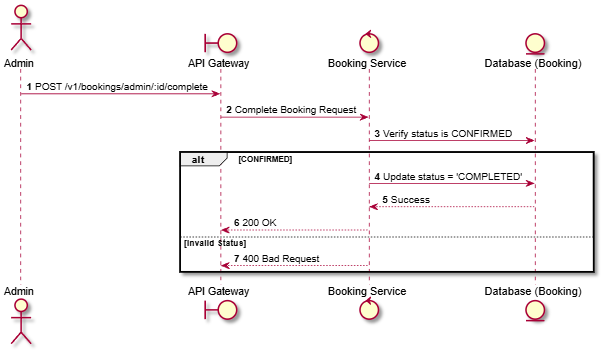 Admin
API Gateway
Booking Service
Database (Booking)
1 POST /v1/bookings/admin/:id/complete
2 Complete Booking Request
3 Verify status is CONFIRMED
alt [CONFIRMED]
4 Update status = 'COMPLETED'
5 Success
6 200 OK
[Invalid Status]
7 400 Bad Request
Admin
API Gateway
Booking Service
Database (Booking)